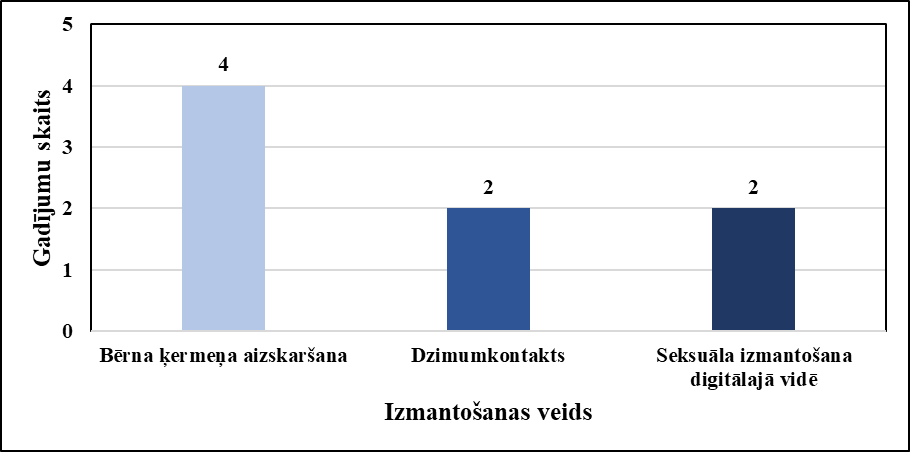 5
4
4
3
2
2
2
1
0
Gadījumu skaits
Bērna ķermeņa aizskaršana
Dzimumkontakts
Seksuāla izmantošana
digitālajā vidē
Izmantošanas veids